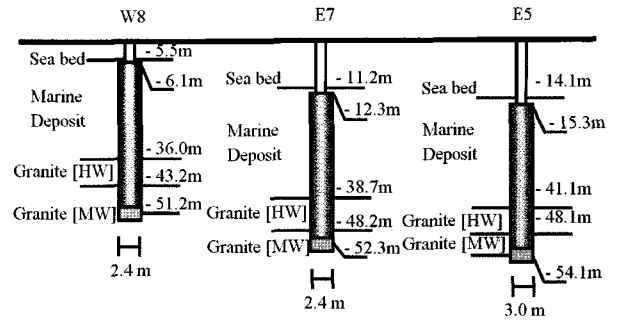 W8
E7
E5
Sea bed
- 5.5m
- 6.1m
Marine
Deposit
- 36.0m
Granite [HW]
- 43.2m
Granite [MW]
- 51.2m
2.4 m
Sea bed
- 11.2m
- 12.3m
Marine
Deposit
- 38.7m
Granite [HW]
- 48.2m
Granite [MW]
- 52.3m
2.4 m
Sea bed
- 14.1m
- 15.3m
Marine
Deposit
- 41.1m
Granite [HW]
- 48.1m
Granite [MW]
- 54.1m
3.0 m